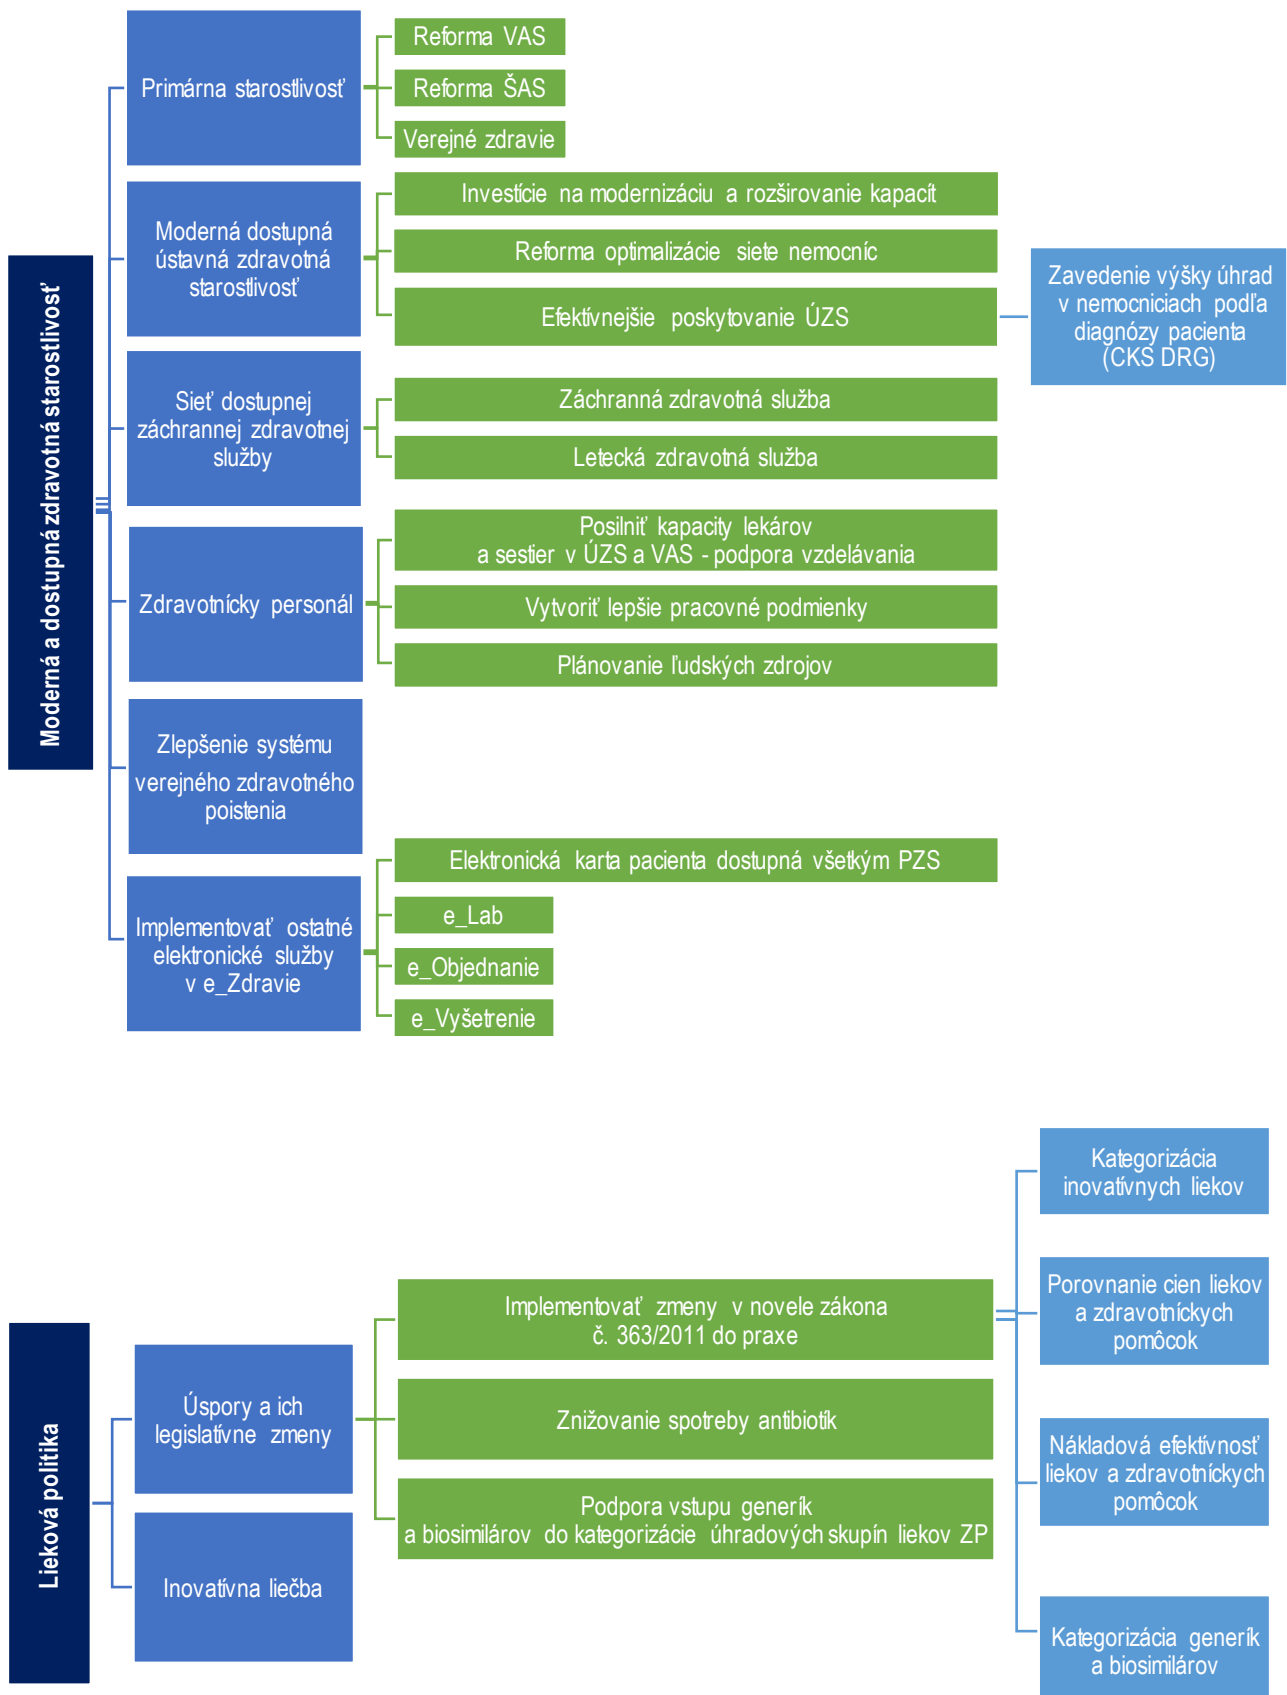 Moderná a dostupná zdravotná starostlivosť
Primárna starostlivosť
Reforma VAS
Reforma ŠAS
Verejné zdravie
Moderná dostupná
ústavná zdravotná
starostlivosť
Investície na modernizáciu a rozširovanie kapacít
Reforma optimalizácie siete nemocníc
Efektívnejšie poskytovanie ÚZS
Zavedenie výšky úhrad
v nemocniciach podľa
diagnózy pacienta
(CKS DRG)
Sieť dostupnej
záchrannej zdravotnej
služby
Záchranná zdravotná služba
Letecká zdravotná služba
Zdravotnícky personál
Posilniť kapacity lekárov
a sestier v ÚZS a VAS - podpora vzdelávania
Vytvoriť lepšie pracovné podmienky
Plánovanie ľudských zdrojov
Zlepšenie systému
verejného zdravotného
poistenia
Implementovať ostatné
elektronické služby
v e_Zdravie
Elektronická karta pacienta dostupná všetkým PZS
e_Lab
e_Objednanie
e_Vyšetrenie
Lieková politika
Úspory a ich
legislatívne zmeny
Implementovať zmeny v novele zákona
č. 363/2011 do praxe
Kategorizácia
inovatívnych liekov
Porovnanie cien liekov
a zdravotníckych
pomôcok
Nákladová efektívnosť
liekov a zdravotníckych
pomôcok
Kategorizácia generík
a biosimilárov
Znižovanie spotreby antibiotík
Podpora vstupu generík
a biosimilárov do kategorizácie úhradových skupín liekov ZP
Inovatívna liečba